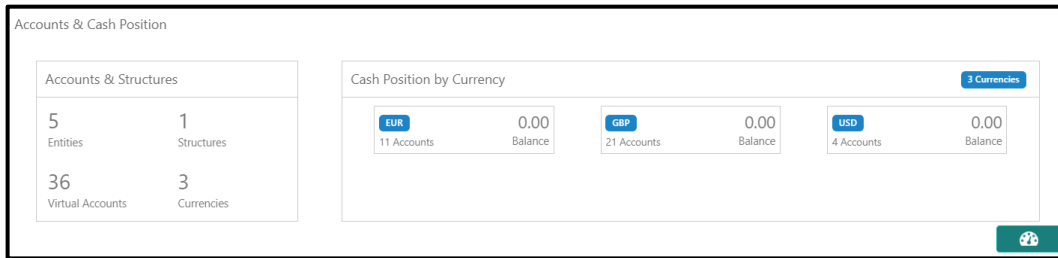 Accounts & Cash Position
Accounts & Structures
5
Entities
1
Structures
36
Virtual Accounts
3
Currencies
Cash Position by Currency
3 Currencies
EUR
11 Accounts
0.00
Balance
GBP
21 Accounts
0.00
Balance
USD
4 Accounts
0.00
Balance